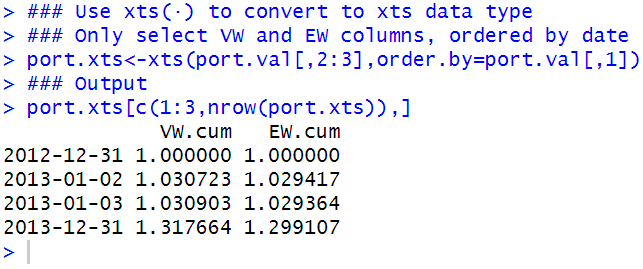 > ### Use xts(·) to convert to xts data type
> ### Only select VW and EW columns, ordered by date
> port.xts<-xts(port.val[,2:3],order.by=port.val[,1])
> ### Output
> port.xts[c(1:3,nrow(port.xts)),]
VW.cum EW.cum
2012-12-31 1.000000 1.000000
2013-01-02 1.030723 1.029417
2013-01-03 1.030903 1.029364
2013-12-31 1.317664 1.299107
>